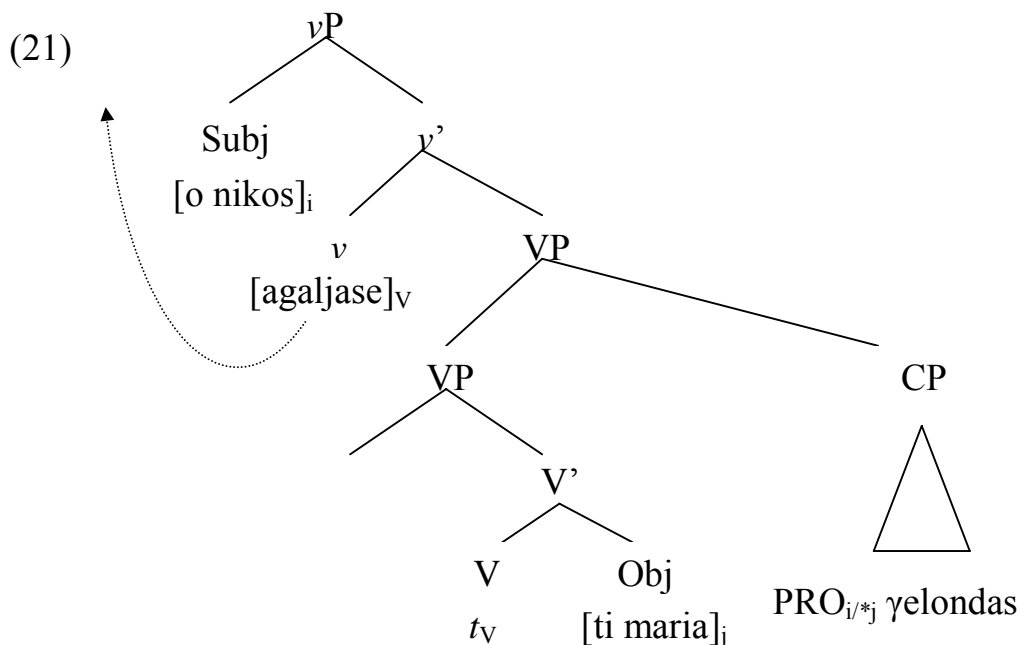 (21)
vP
Subj v’
[o nikos]i
v VP
[agaljase]V
VP CP
V’
V Obj
tV [ti maria]j PROi/*j γelondas